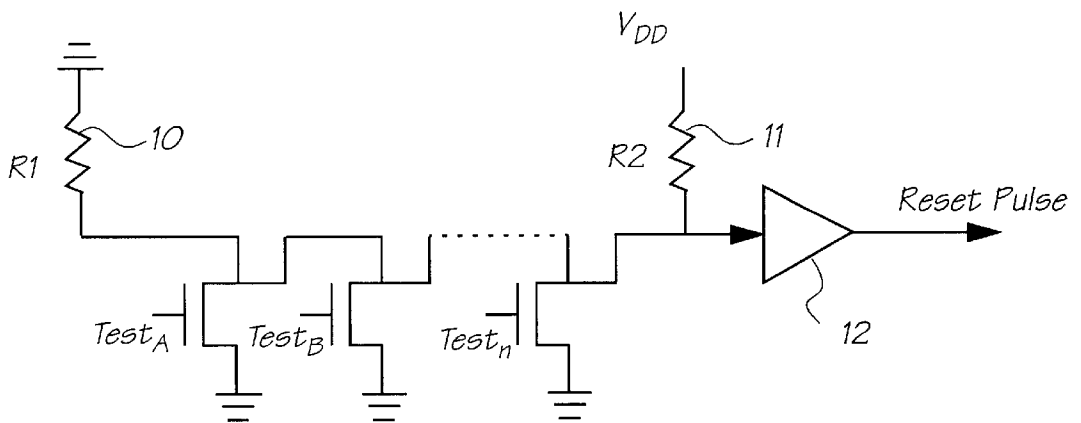 V_DD
10
R1
11
R2
Reset Pulse
Test_A
Test_B
Test_n
12